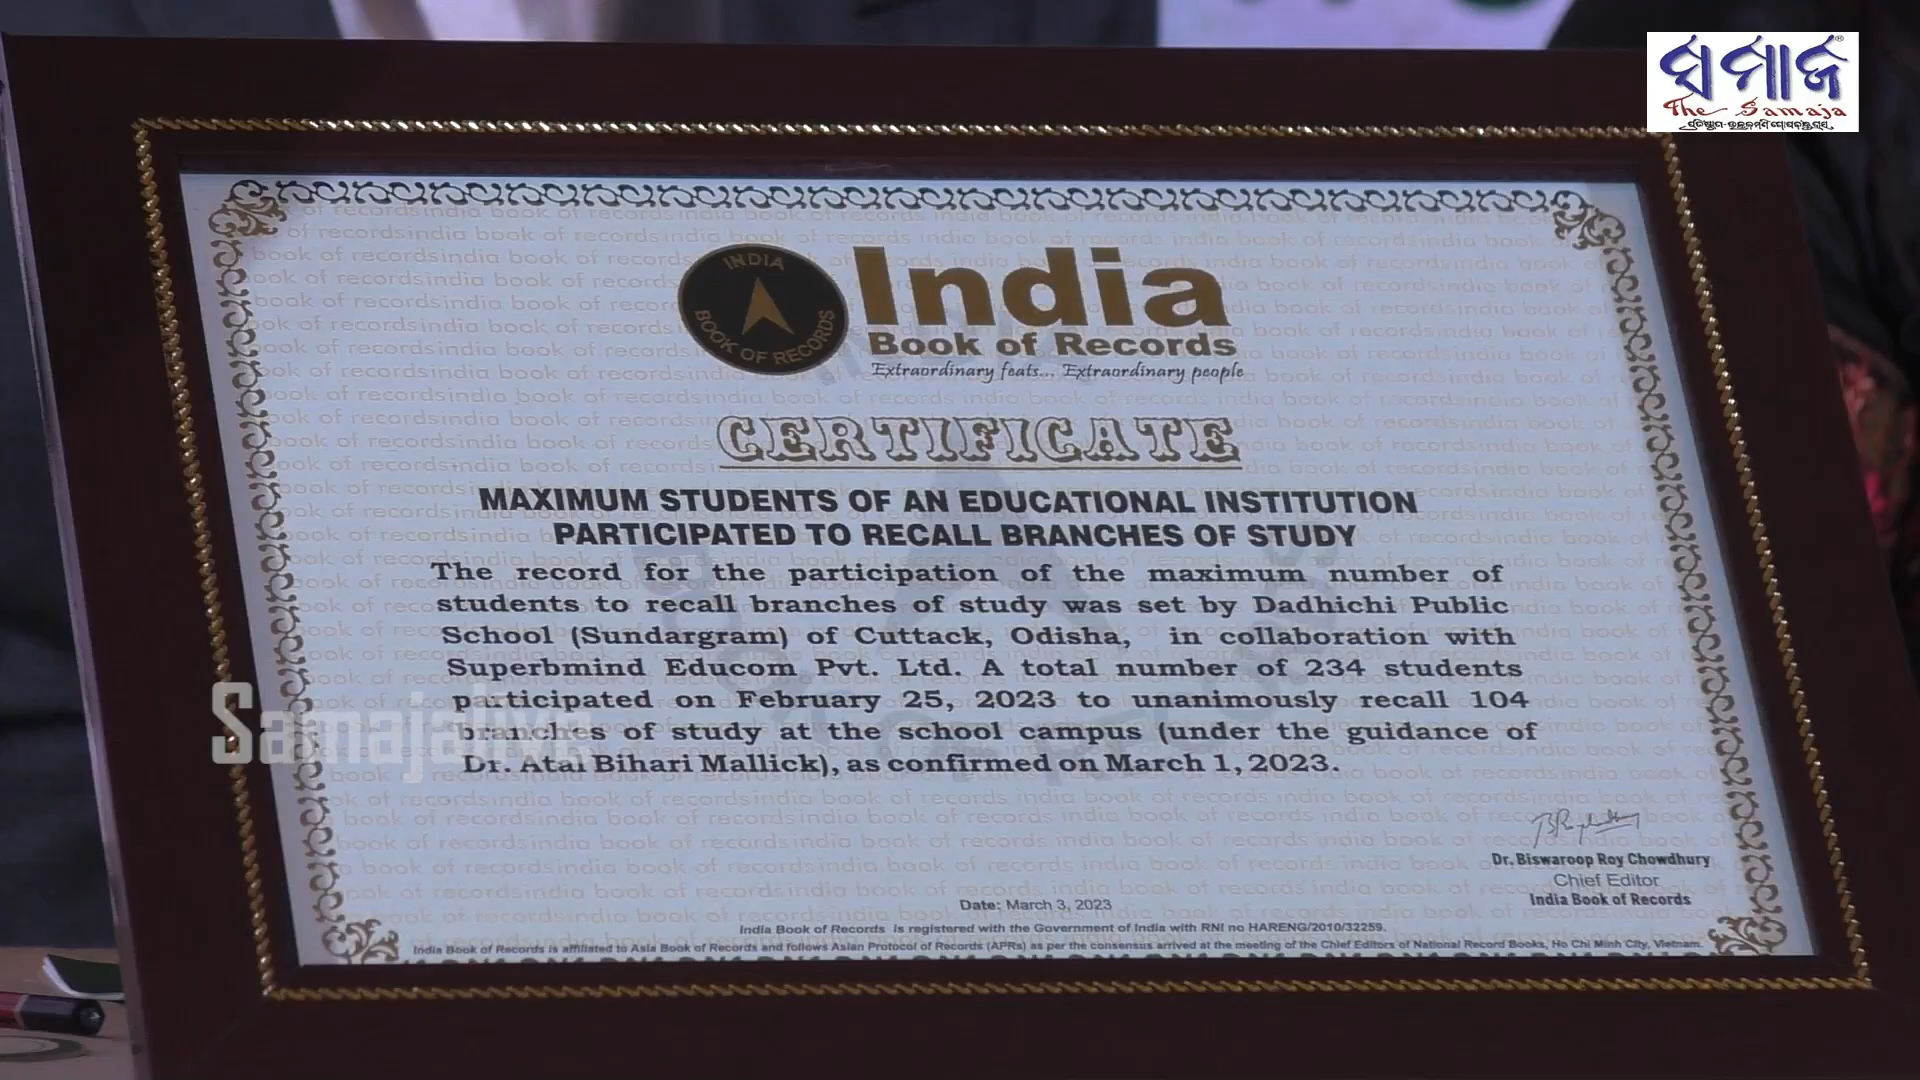 ସମାଜ
The Samaja
INDIA
BOOK OF RECORDS
India
Book of Records
Extraordinary feats... Extraordinary people
CERTIFICATE
MAXIMUM STUDENTS OF AN EDUCATIONAL INSTITUTION
PARTICIPATED TO RECALL BRANCHES OF STUDY
The record for the participation of the maximum number of
students to recall branches of study was set by Dadhichi Public
School (Sundargram) of Cuttack, Odisha, in collaboration with
Superbmind Educom Pvt. Ltd. A total number of 234 students
participated on February 25, 2023 to unanimously recall 104
branches of study at the school campus (under the guidance of
Dr. Atal Bihari Mallick), as confirmed on March 1, 2023.
Samajalive
Dr. Biswaroop Roy Chowdhury
Chief Editor
India Book of Records
Date: March 3, 2023
India Book of Records is registered with the Government of India with RNI no HARENG/2010/32259.
India Book of Records is affiliated to Asia Book of Records and follows Asian Protocol of Records (APRs) as per the consensus arrived at the meeting of the Chief Editors of National Record Books, Ho Chi Minh City, Vietnam.